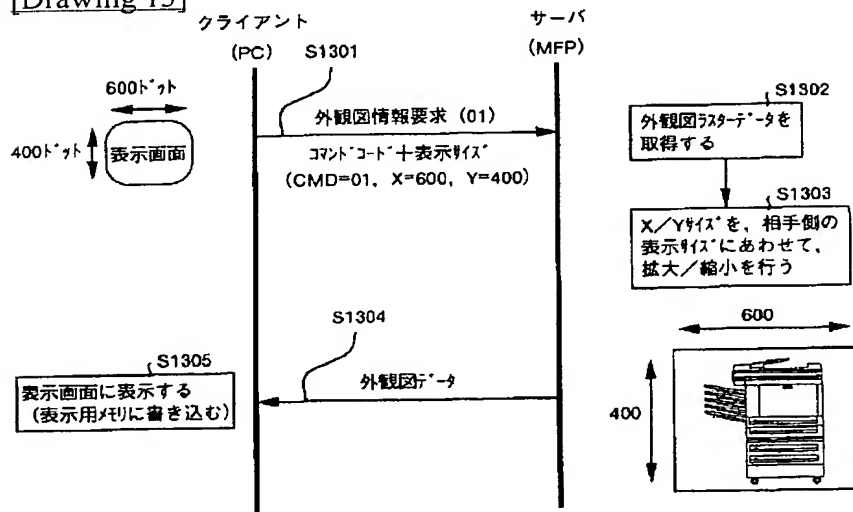 [Drawing 13]
クライアント
(PC)
サーバ
(MFP)
S1301
600ドット
400ドット
表示画面
外観図情報要求 (01)
コマンドコード+表示サイズ
(CMD=01, X=600, Y=400)
S1302
外観図ラスターデータを
取得する
S1303
X/Yサイズを、相手側の
表示サイズにあわせて、
拡大/縮小を行う
600
400
S1304
外観図データ
S1305
表示画面に表示する
(表示用メモリに書き込む)